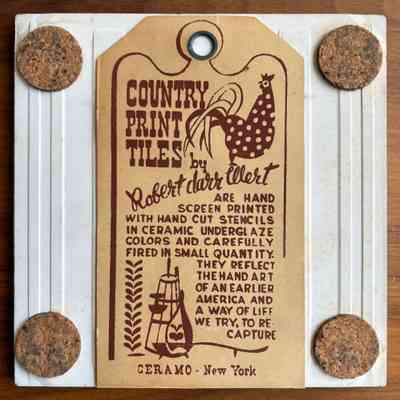 COUNTRY
PRINT
TILES by
Robert darr Wert
ARE HAND
SCREEN PRINTED
WITH HAND CUT STENCILS
IN CERAMIC UNDERGLAZE
COLORS AND CAREFULLY
FIRED IN SMALL QUANTITY.
THEY REFLECT
THE HAND ART
OF AN EARLIER
AMERICA AND
A WAY OF LIFE
WE TRY, TO RE-
CAPTURE
CERAMO - New York